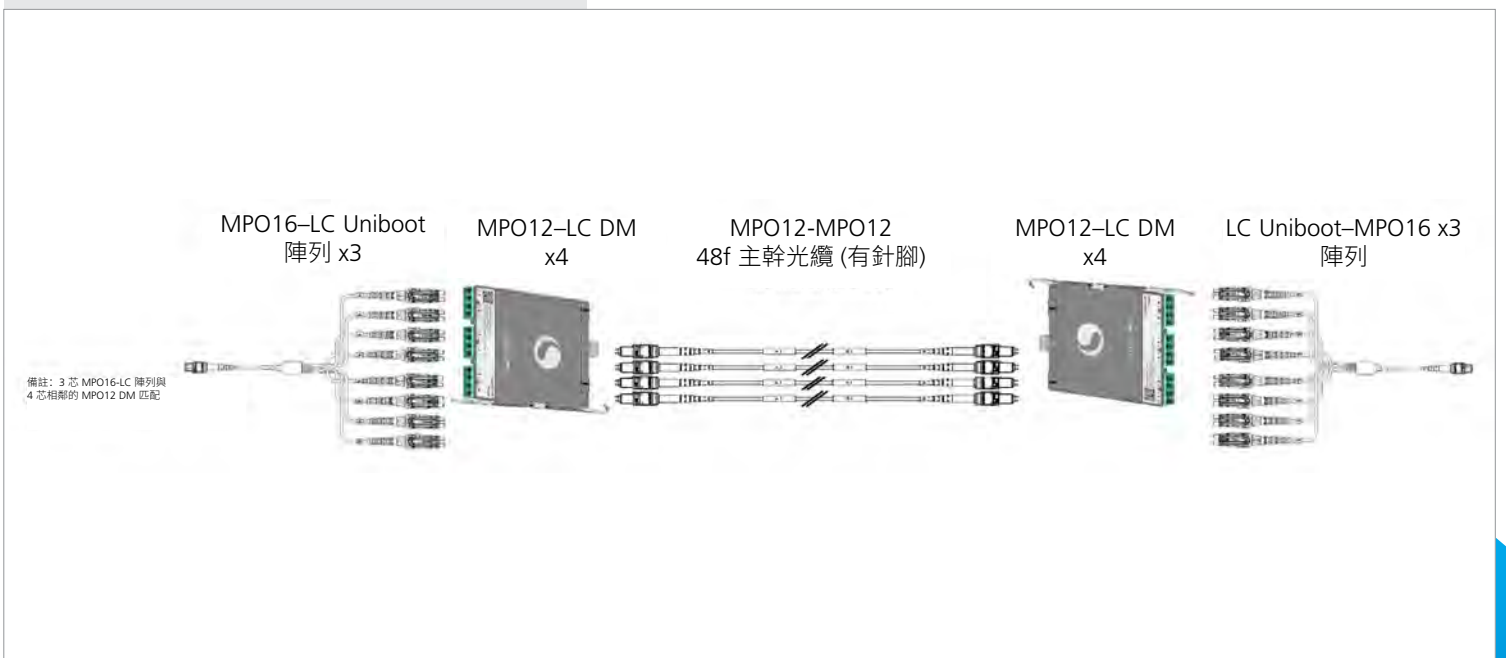 MPO16–LC Uniboot
陣列 x3
MPO12–LC DM
x4
MPO12-MPO12
48f 主幹光纜 (有針腳)
MPO12–LC DM
x4
LC Uniboot–MPO16 x3
陣列
備註：3 芯 MPO16-LC 陣列與
4 芯相鄰的 MPO12 DM 匹配